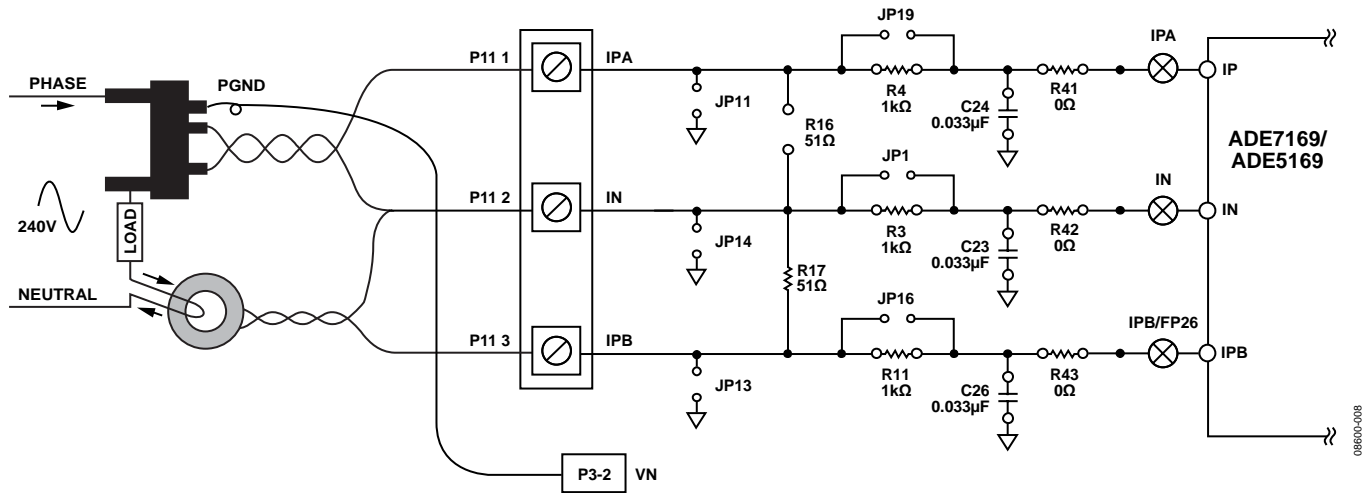 PHASE
PGND
240V
LOAD
NEUTRAL
P11 1
P11 2
P11 3
IPA
IN
IPB
JP11
JP14
JP13
R16
51Ω
R17
51Ω
JP19
R4
1kΩ
JP1
R3
1kΩ
JP16
R11
1kΩ
C24
0.033µF
C23
0.033µF
C26
0.033µF
R41
0Ω
R42
0Ω
R43
0Ω
IPA
IN
IPB/FP26
IP
IN
IPB
ADE7169/
ADE5169
P3-2
VN
08600-008